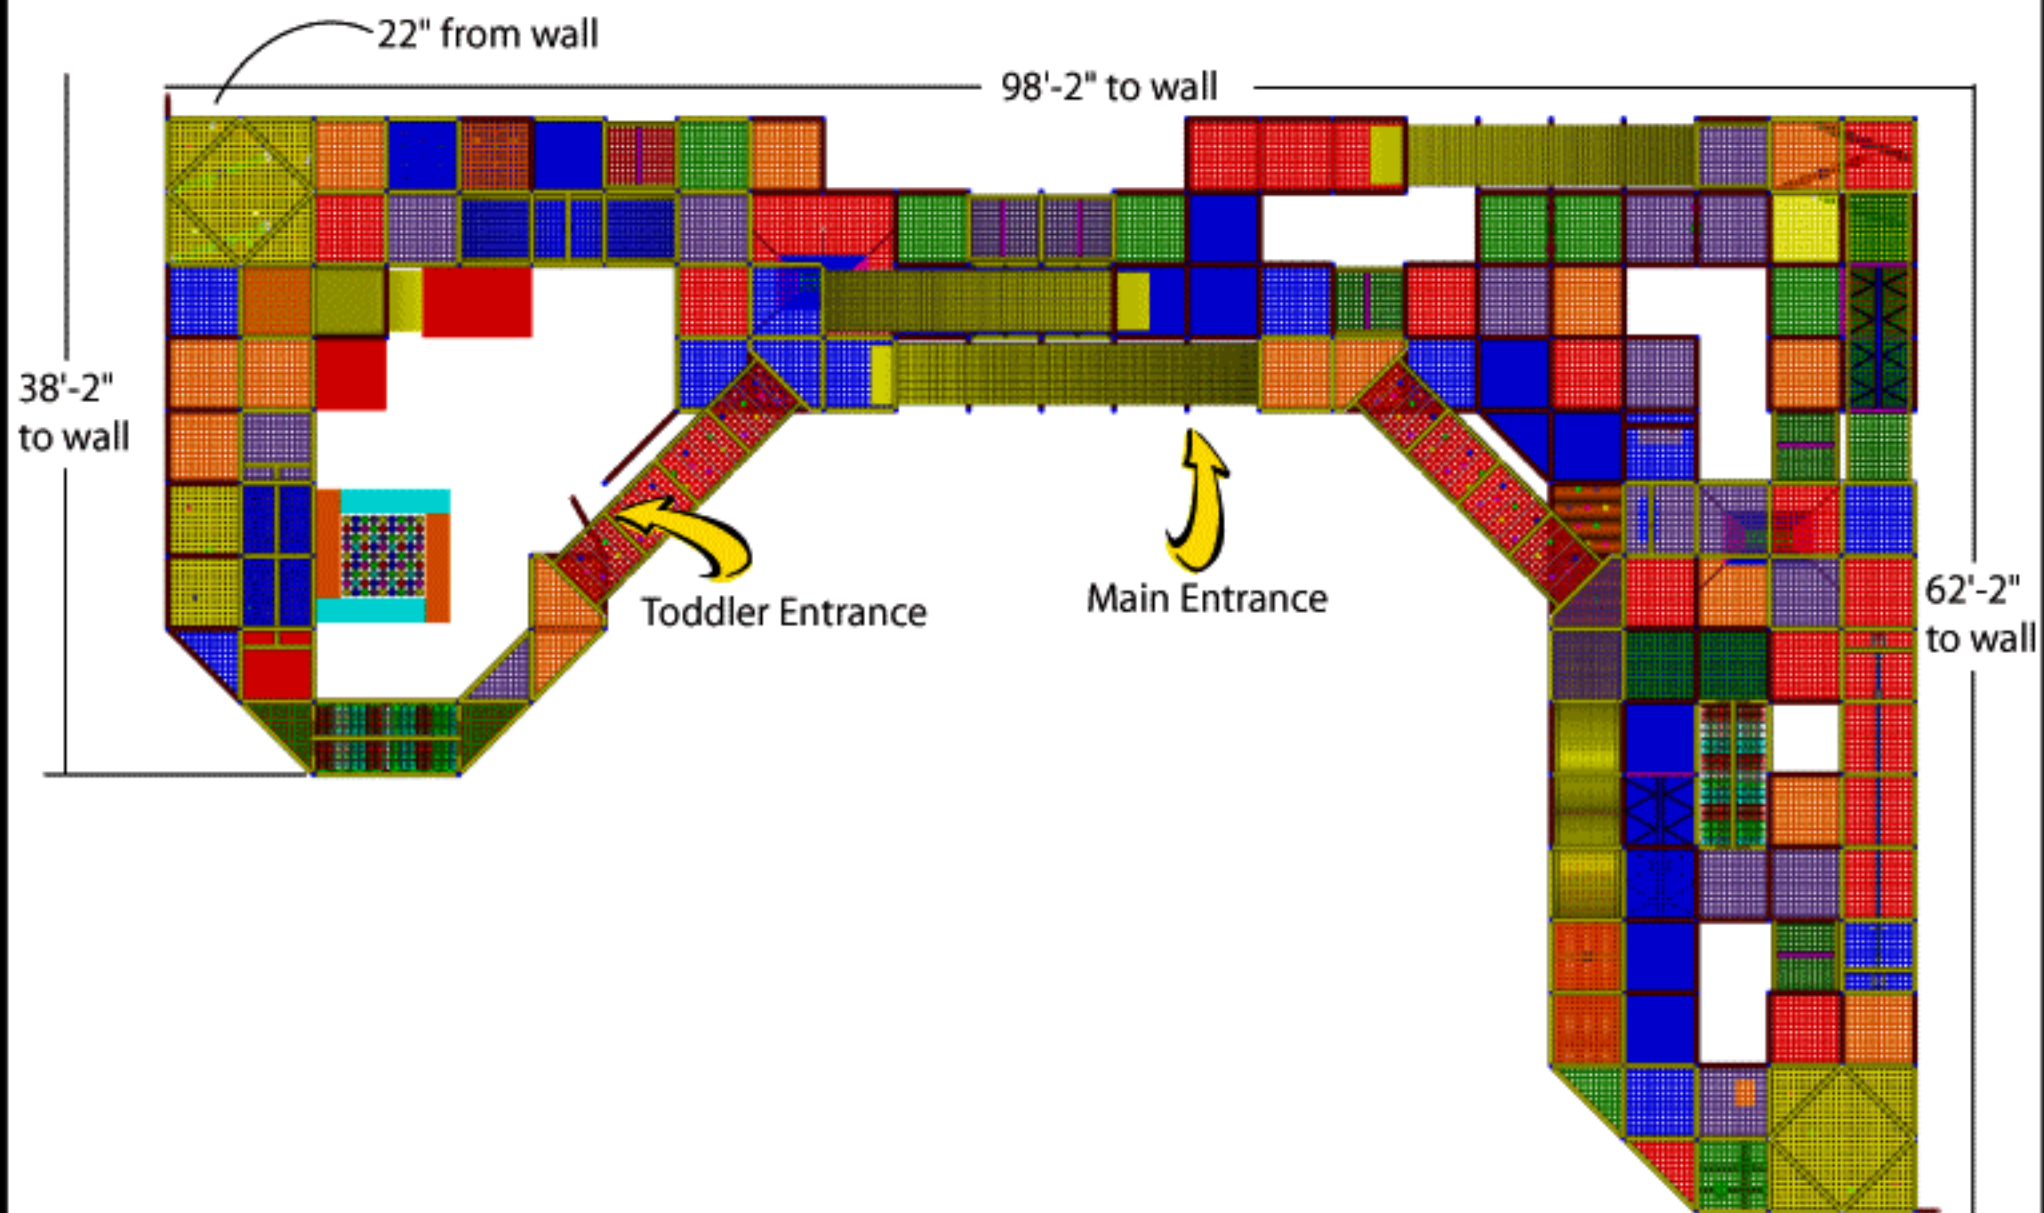 22" from wall
98'-2" to wall
38'-2"
to wall
Toddler Entrance
Main Entrance
62'-2"
to wall